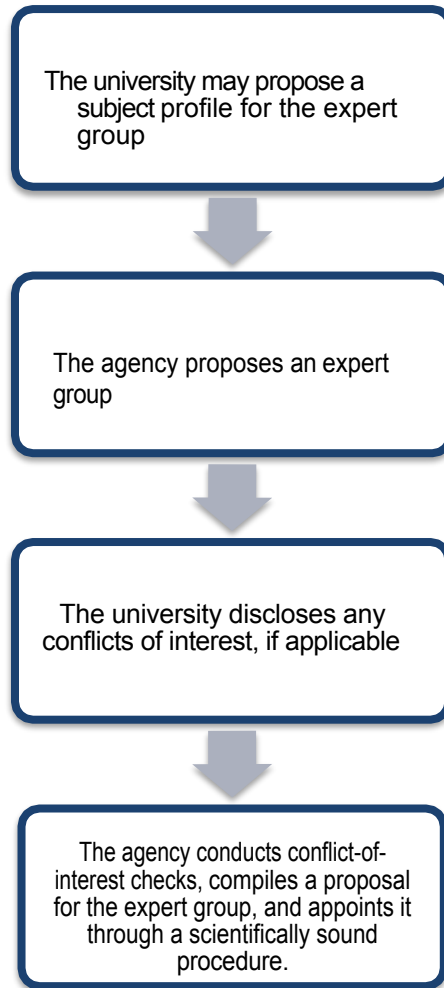 The university may propose a
subject profile for the expert
group
The agency proposes an expert
group
The university discloses any
conflicts of interest, if applicable
The agency conducts conflict-of-
interest checks, compiles a proposal
for the expert group, and appoints it
through a scientifically sound
procedure.